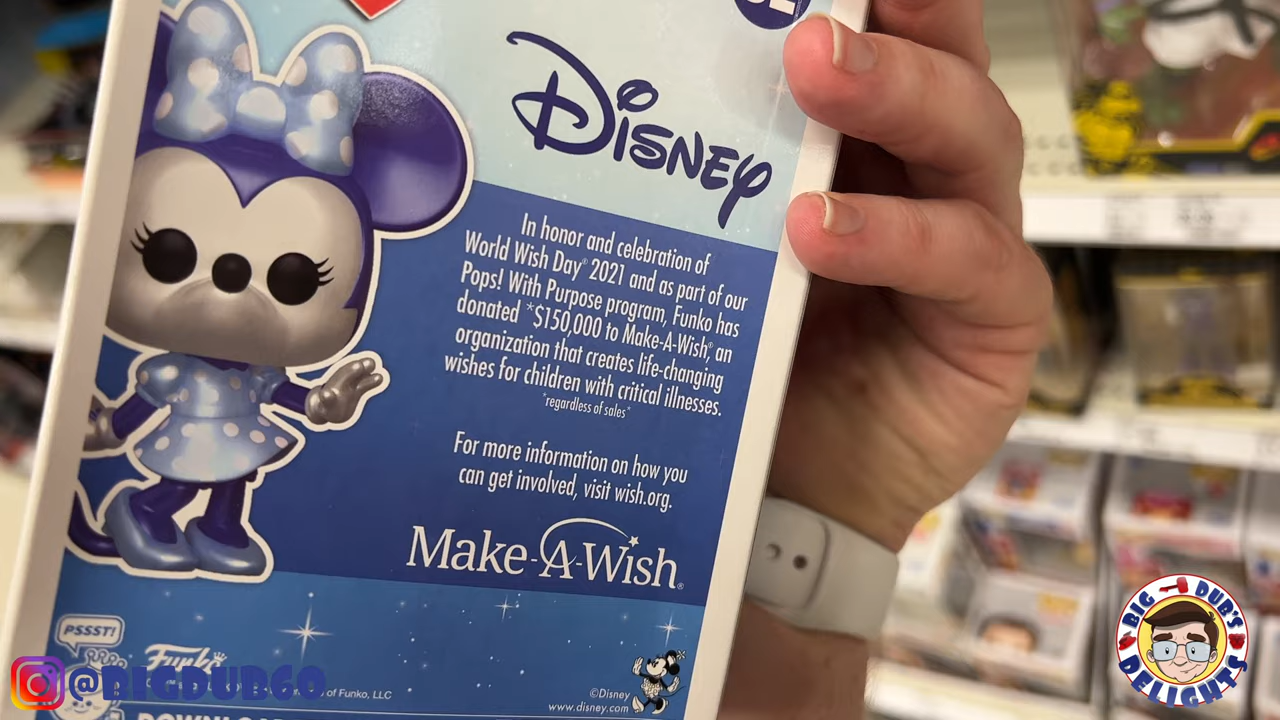 Disney
In honor and celebration of
World Wish Day® 2021 and as part of our
Pops! With Purpose program, Funko has
donated *$150,000 to Make-A-Wish®, an
organization that creates life-changing
wishes for children with critical illnesses.
*regardless of sales*
For more information on how you
can get involved, visit wish.org.
Make-A-Wish®
PSSST!
Funko
of Funko, LLC
©Disney
www.disney.com
@BIGDUB60
BIG DUB'S
DELIGHTS